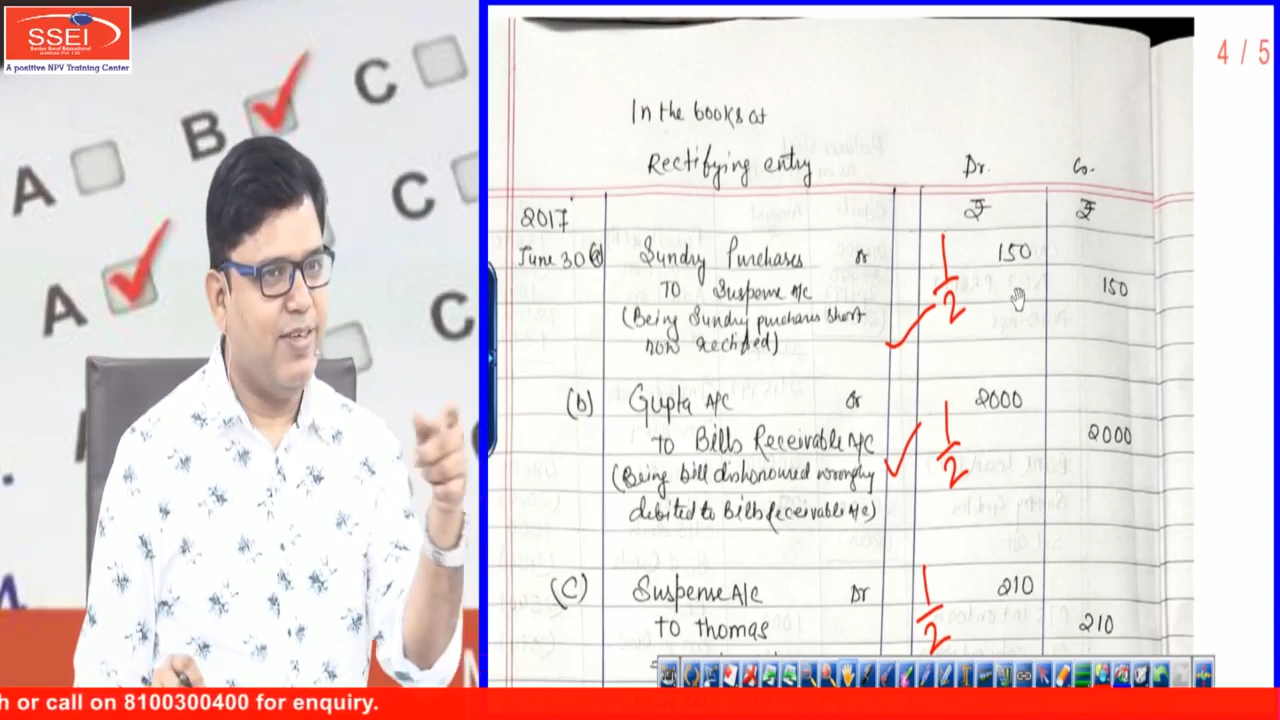 SSEI
A positive NPV Training Center
A
B
C
A
C
C
4 / 5
In the books of
Rectifying entry
Dr.
Cr.
2017
₹
₹
June 30 (a)
Sundry Purchases Dr
150
To Suspense A/c
150
(Being Sundry purchases short
now rectified)
1/2
(b)
Gupta A/C Dr
2000
To Bills Receivable A/C
2000
(Being bill dishonoured wrongly
debited to Bills Receivable A/c)
1/2
(C)
Suspense A/C Dr
210
To Thomas
210
1/2
h or call on 8100300400 for enquiry.